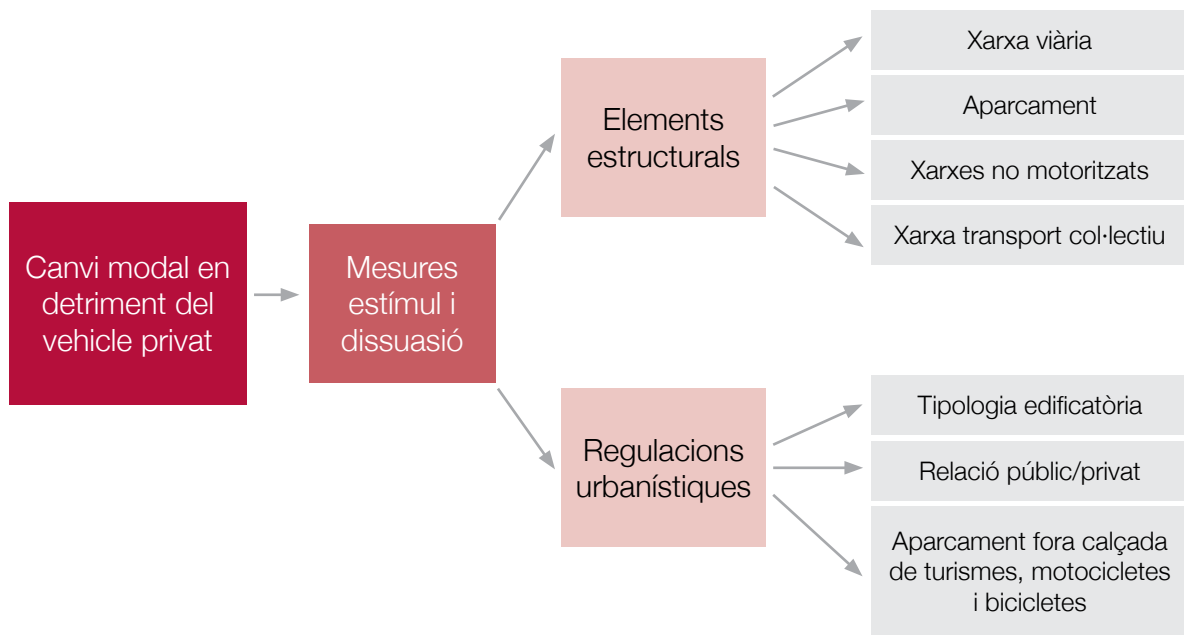 Canvi modal en
detriment del
vehicle privat
Mesures
estímul i
dissuasió
Elements
estructurals
Xarxa viària
Aparcament
Xarxes no motoritzats
Xarxa transport col·lectiu
Regulacions
urbanístiques
Tipologia edificatòria
Relació públic/privat
Aparcament fora calçada
de turismes, motocicletes
i bicicletes